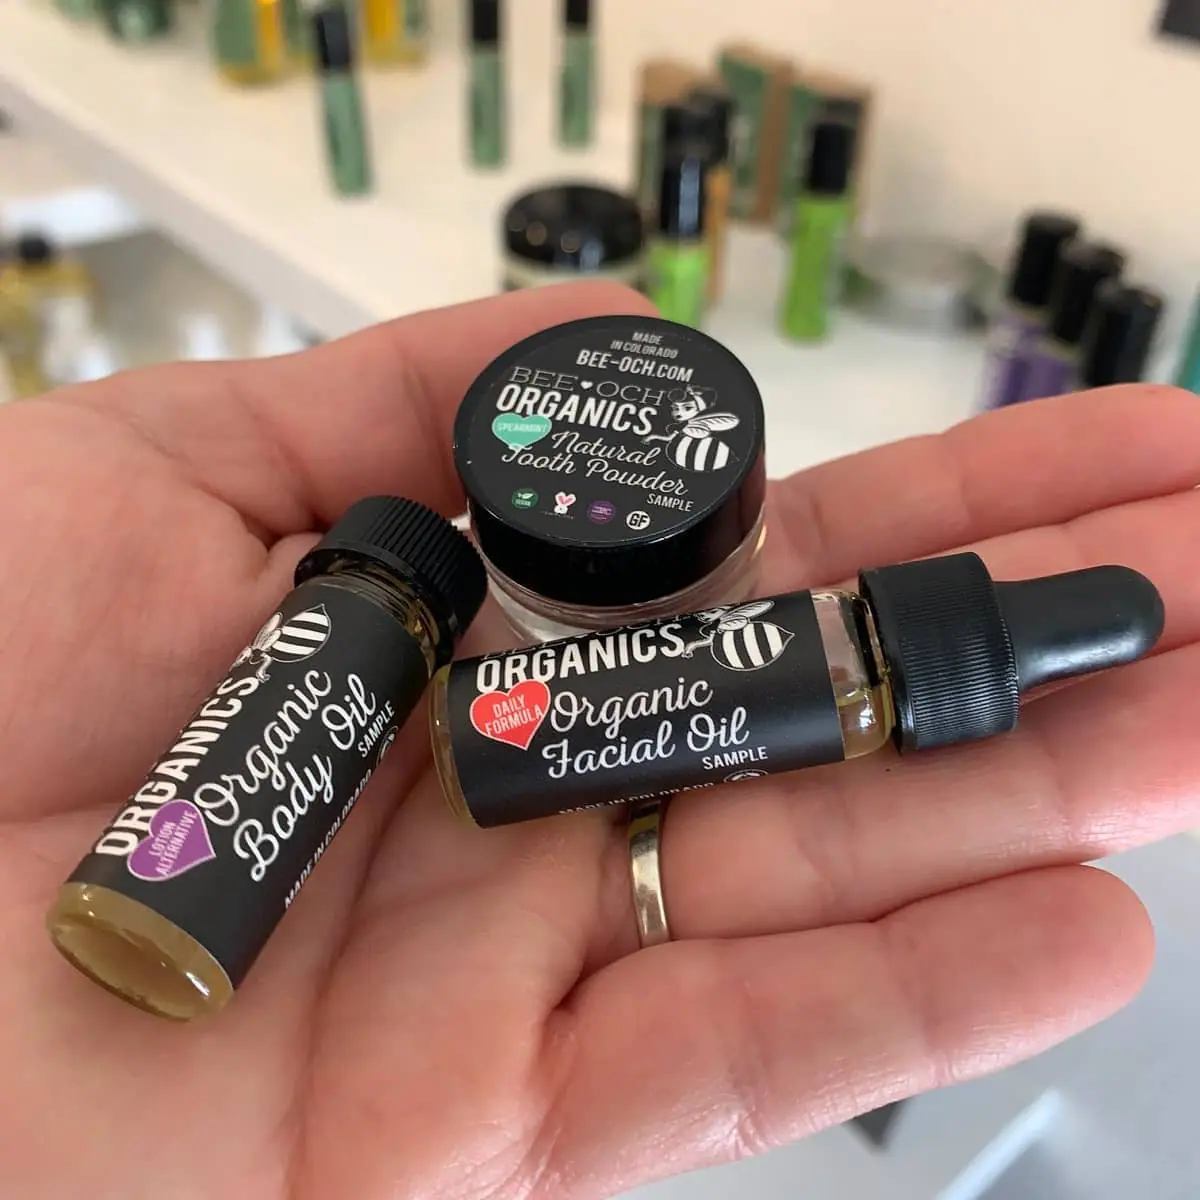 MADE
IN COLORADO
BEE-OCH.COM
BEE♥OCH
ORGANICS
SPEARMINT
Natural
Tooth Powder
SAMPLE
VEGAN
GF
ORGANICS
DAILY
FORMULA
Organic
Facial Oil
SAMPLE
MADE IN COLORADO
ORGANICS
LOTION
ALTERNATIVE
Organic
Body Oil
SAMPLE
MADE IN COLORADO